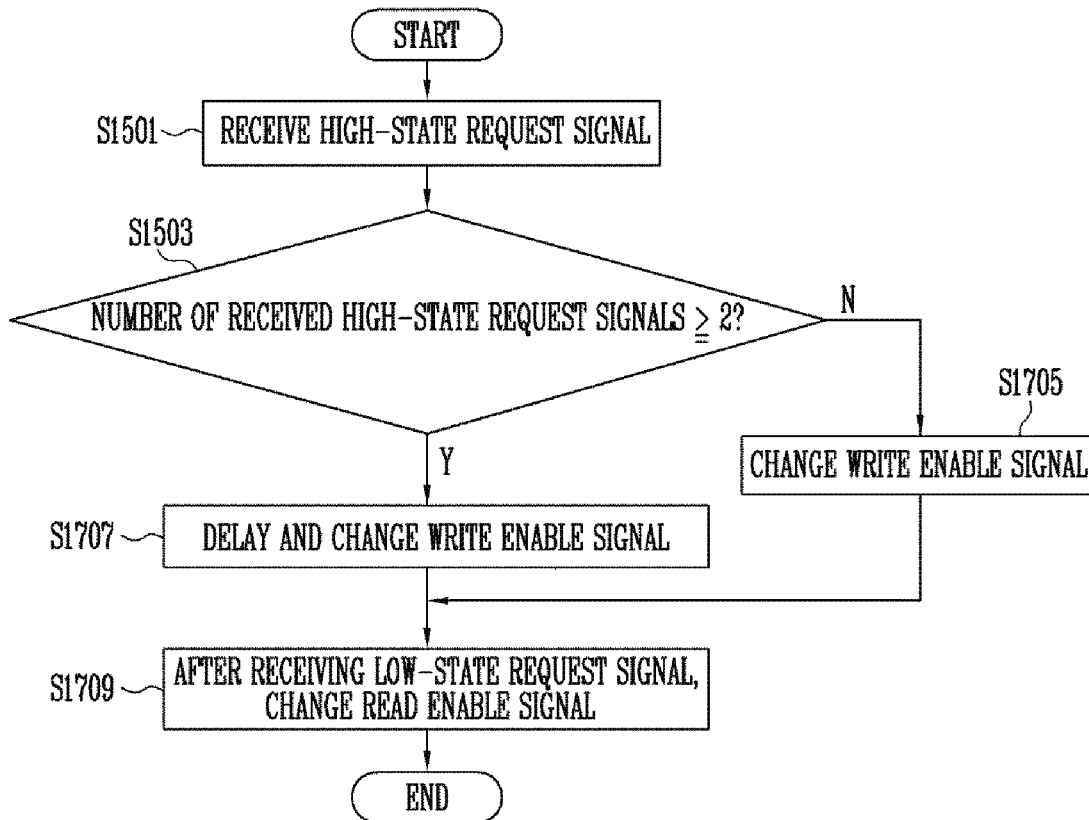 START
S1501
RECEIVE HIGH-STATE REQUEST SIGNAL
S1503
NUMBER OF RECEIVED HIGH-STATE REQUEST SIGNALS ≧ 2?
N
S1705
CHANGE WRITE ENABLE SIGNAL
Y
S1707
DELAY AND CHANGE WRITE ENABLE SIGNAL
S1709
AFTER RECEIVING LOW-STATE REQUEST SIGNAL,
CHANGE READ ENABLE SIGNAL
END